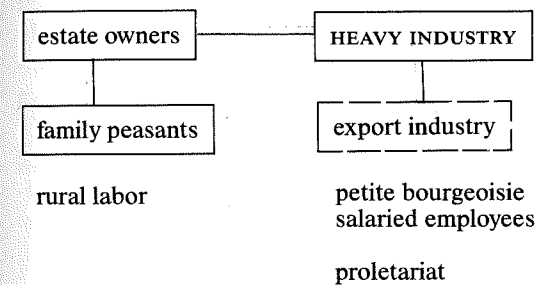 estate owners
HEAVY INDUSTRY
family peasants
export industry
rural labor
petite bourgeoisie
salaried employees
proletariat